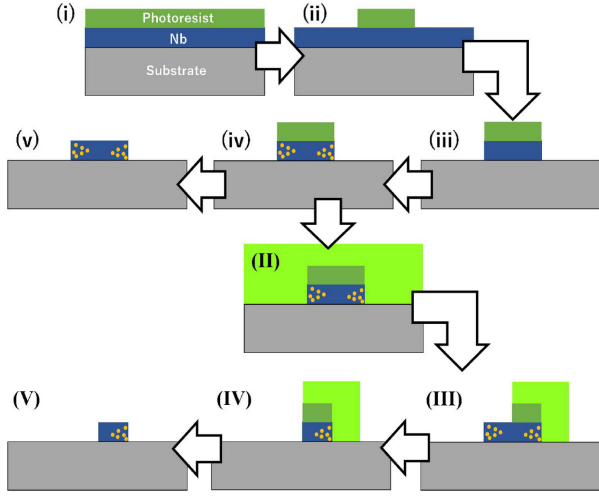 (i)
Photoresist
Nb
Substrate
(ii)
(v)
(iv)
(iii)
(II)
(V)
(IV)
(III)